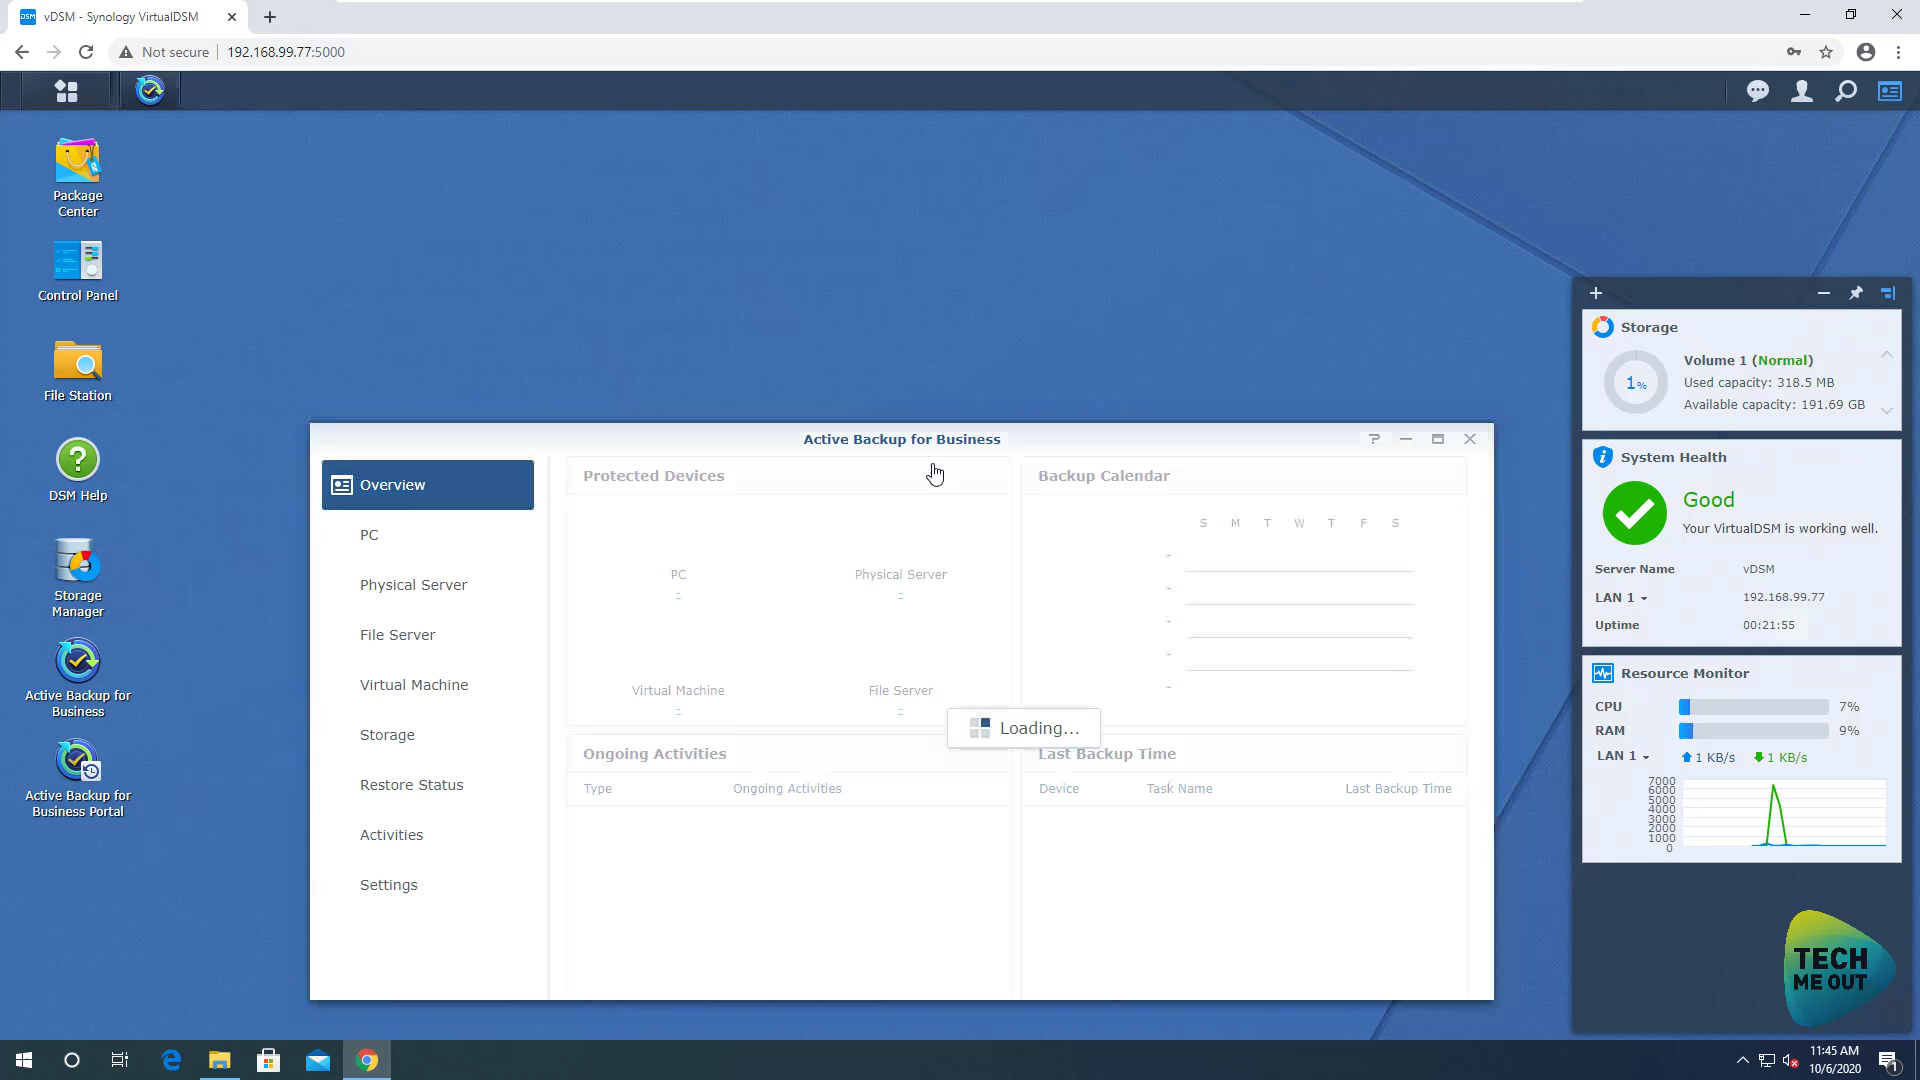 vDSM - Synology VirtualDSM
Not secure
192.168.99.77:5000
Package
Center
Control Panel
File Station
DSM Help
Storage
Manager
Active Backup for
Business
Active Backup for
Business Portal
Active Backup for Business
Overview
PC
Physical Server
File Server
Virtual Machine
Storage
Restore Status
Activities
Settings
Protected Devices
PC
-
Physical Server
-
Virtual Machine
-
File Server
-
Backup Calendar
S M T W T F S
-
-
-
-
-
Loading...
Ongoing Activities
Type Ongoing Activities
Last Backup Time
Device Task Name Last Backup Time
Storage
1%
Volume 1 (Normal)
Used capacity: 318.5 MB
Available capacity: 191.69 GB
System Health
Good
Your VirtualDSM is working well.
Server Name vDSM
LAN 1 192.168.99.77
Uptime 00:21:55
Resource Monitor
CPU 7%
RAM 9%
LAN 1 1 KB/s 1 KB/s
7000
6000
5000
4000
3000
2000
1000
0
TECH
ME OUT
11:45 AM
10/6/2020
1